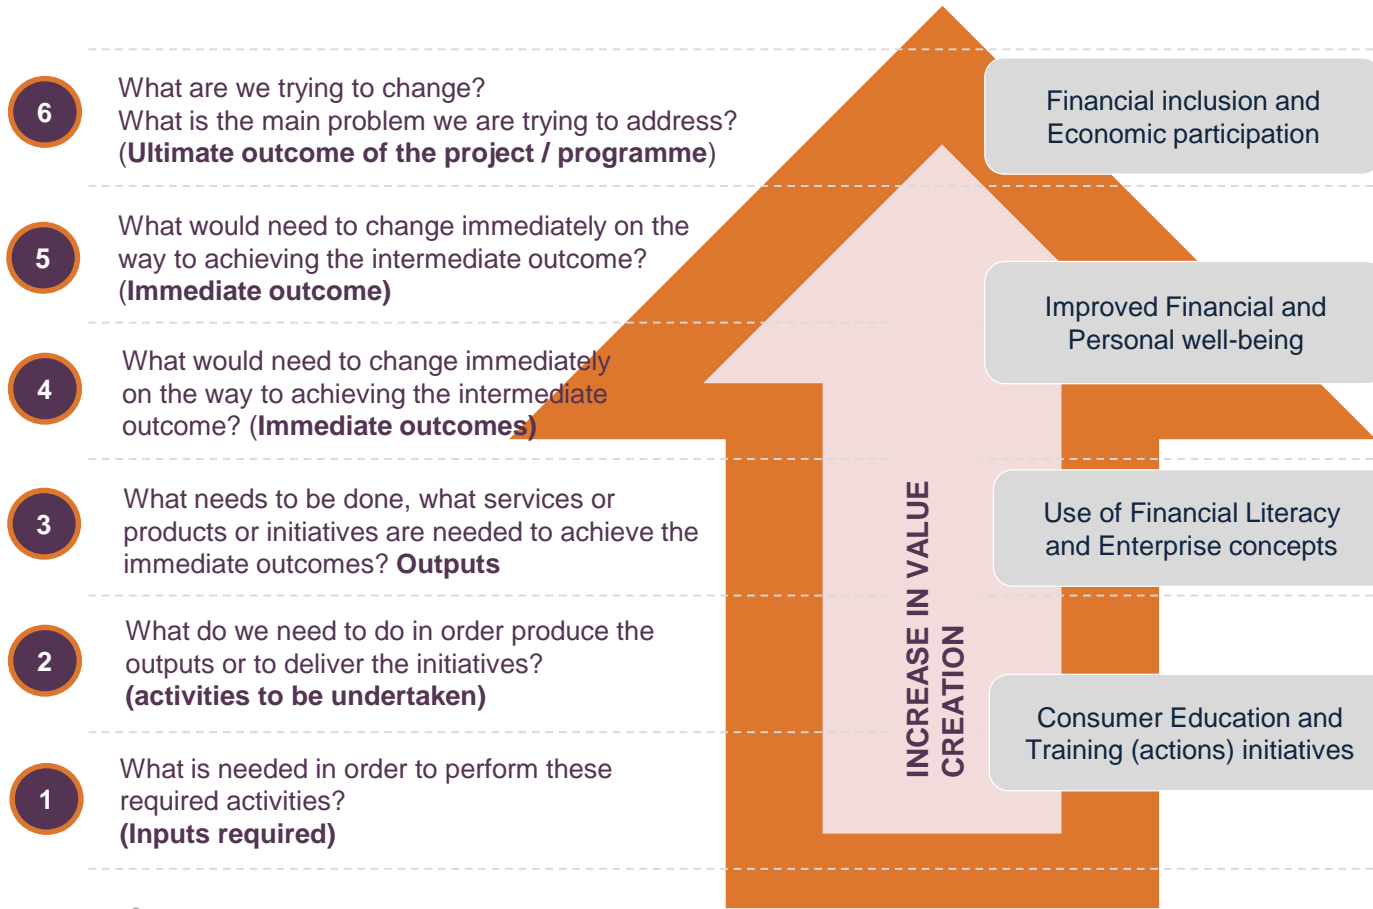 6
What are we trying to change?
What is the main problem we are trying to address?
(Ultimate outcome of the project / programme)
Financial inclusion and
Economic participation
5
What would need to change immediately on the
way to achieving the intermediate outcome?
(Immediate outcome)
Improved Financial and
Personal well-being
4
What would need to change immediately
on the way to achieving the intermediate
outcome? (Immediate outcomes)
3
What needs to be done, what services or
products or initiatives are needed to achieve the
immediate outcomes? Outputs
Use of Financial Literacy
and Enterprise concepts
2
What do we need to do in order produce the
outputs or to deliver the initiatives?
(activities to be undertaken)
INCREASE IN VALUE
CREATION
Consumer Education and
Training (actions) initiatives
1
What is needed in order to perform these
required activities?
(Inputs required)